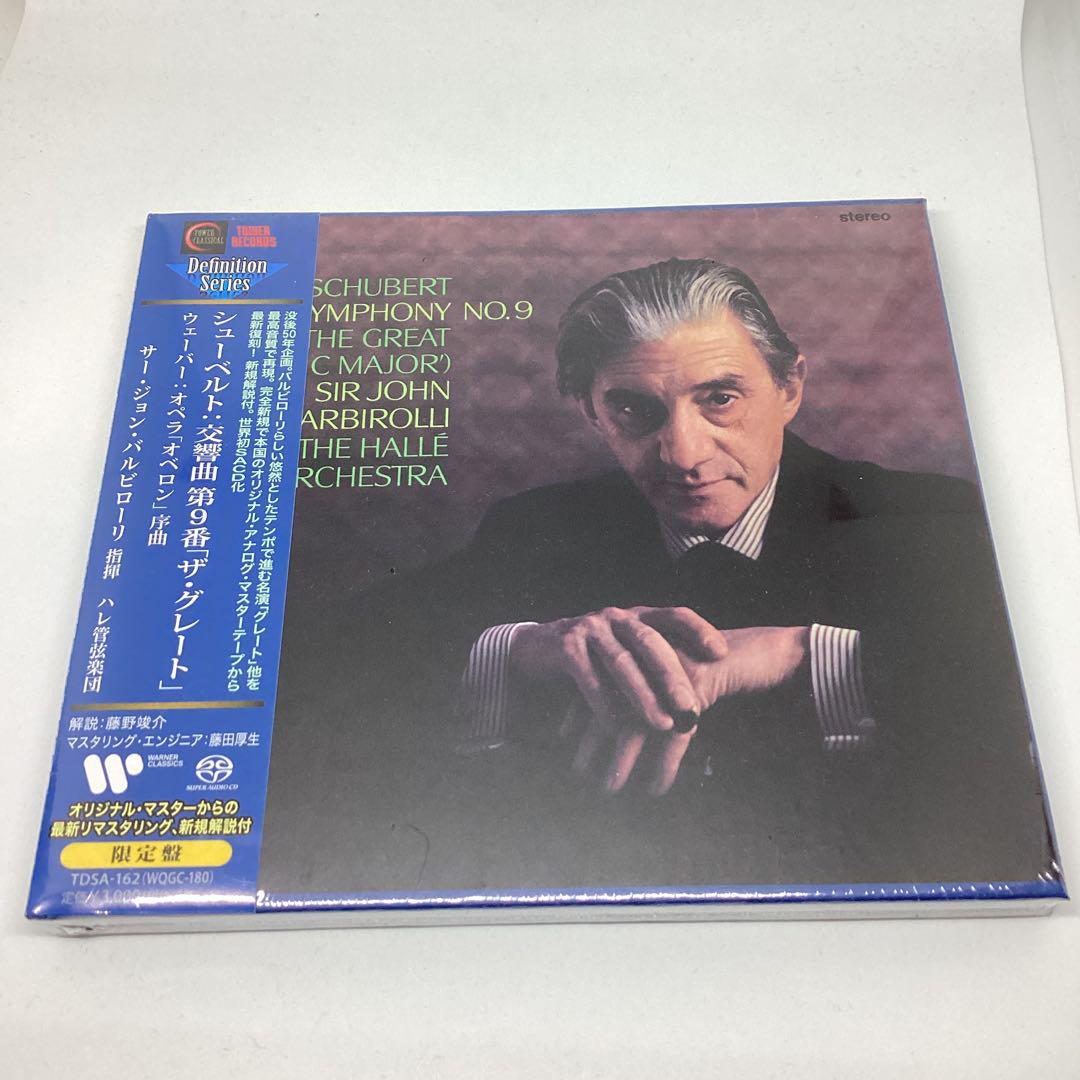 TOWER
CLASSICAL
TOWER
RECORDS
Definition
Series
没後50年企画。バルビローリらしい悠然としたテンポで進む名演「グレート」他を
最高音質で再現。完全新規で本国のオリジナル・アナログ・マスターテープから
最新復刻!新規解説付。世界初SACD化
シューベルト:交響曲 第9番「ザ・グレート」
ウェーバー:オペラ「オベロン」序曲
サー・ジョン・バルビローリ 指揮 ハレ管弦楽団
解説:藤野竣介
マスタリング・エンジニア:藤田厚生
WARNER
CLASSICS
SUPER AUDIO CD
オリジナル・マスターからの
最新リマスタリング、新規解説付
限定盤
TDSA-162(WQGC-180)
定価¥3,000
stereo
SCHUBERT
YMPHONY NO.9
THE GREAT
C MAJOR')
SIR JOHN
ARBIROLLI
THE HALLÉ
RCHESTRA